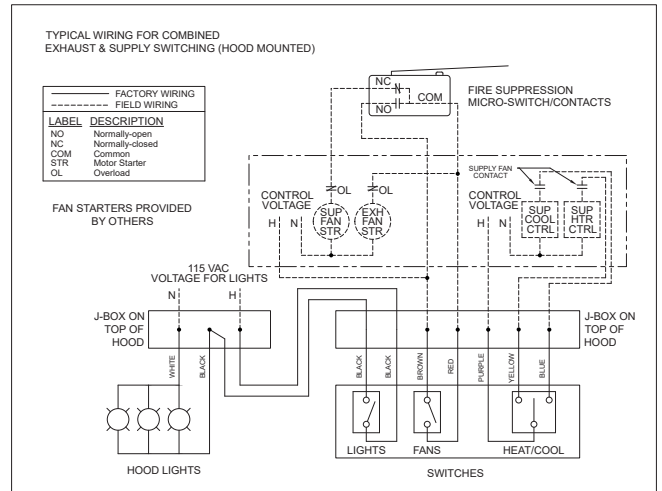 TYPICAL WIRING FOR COMBINED
EXHAUST & SUPPLY SWITCHING (HOOD MOUNTED)
FACTORY WIRING
FIELD WIRING
LABEL DESCRIPTION
NO Normally-open
NC Normally-closed
COM Common
STR Motor Starter
OL Overload
FAN STARTERS PROVIDED
BY OTHERS
NC
COM
NO
FIRE SUPPRESSION
MICRO-SWITCH/CONTACTS
SUPPLY FAN
CONTACT
CONTROL
VOLTAGE
H N
OL
OL
SUP
FAN
STR
EXH
FAN
STR
CONTROL
VOLTAGE
H N
SUP
COOL
CTRL
SUP
HTR
CTRL
115 VAC
VOLTAGE FOR LIGHTS
N H
J-BOX ON
TOP OF
HOOD
J-BOX ON
TOP OF
HOOD
WHITE
BLACK
BLACK
BLACK
BROWN
RED
PURPLE
YELLOW
BLUE
LIGHTS FANS HEAT/COOL
HOOD LIGHTS
SWITCHES